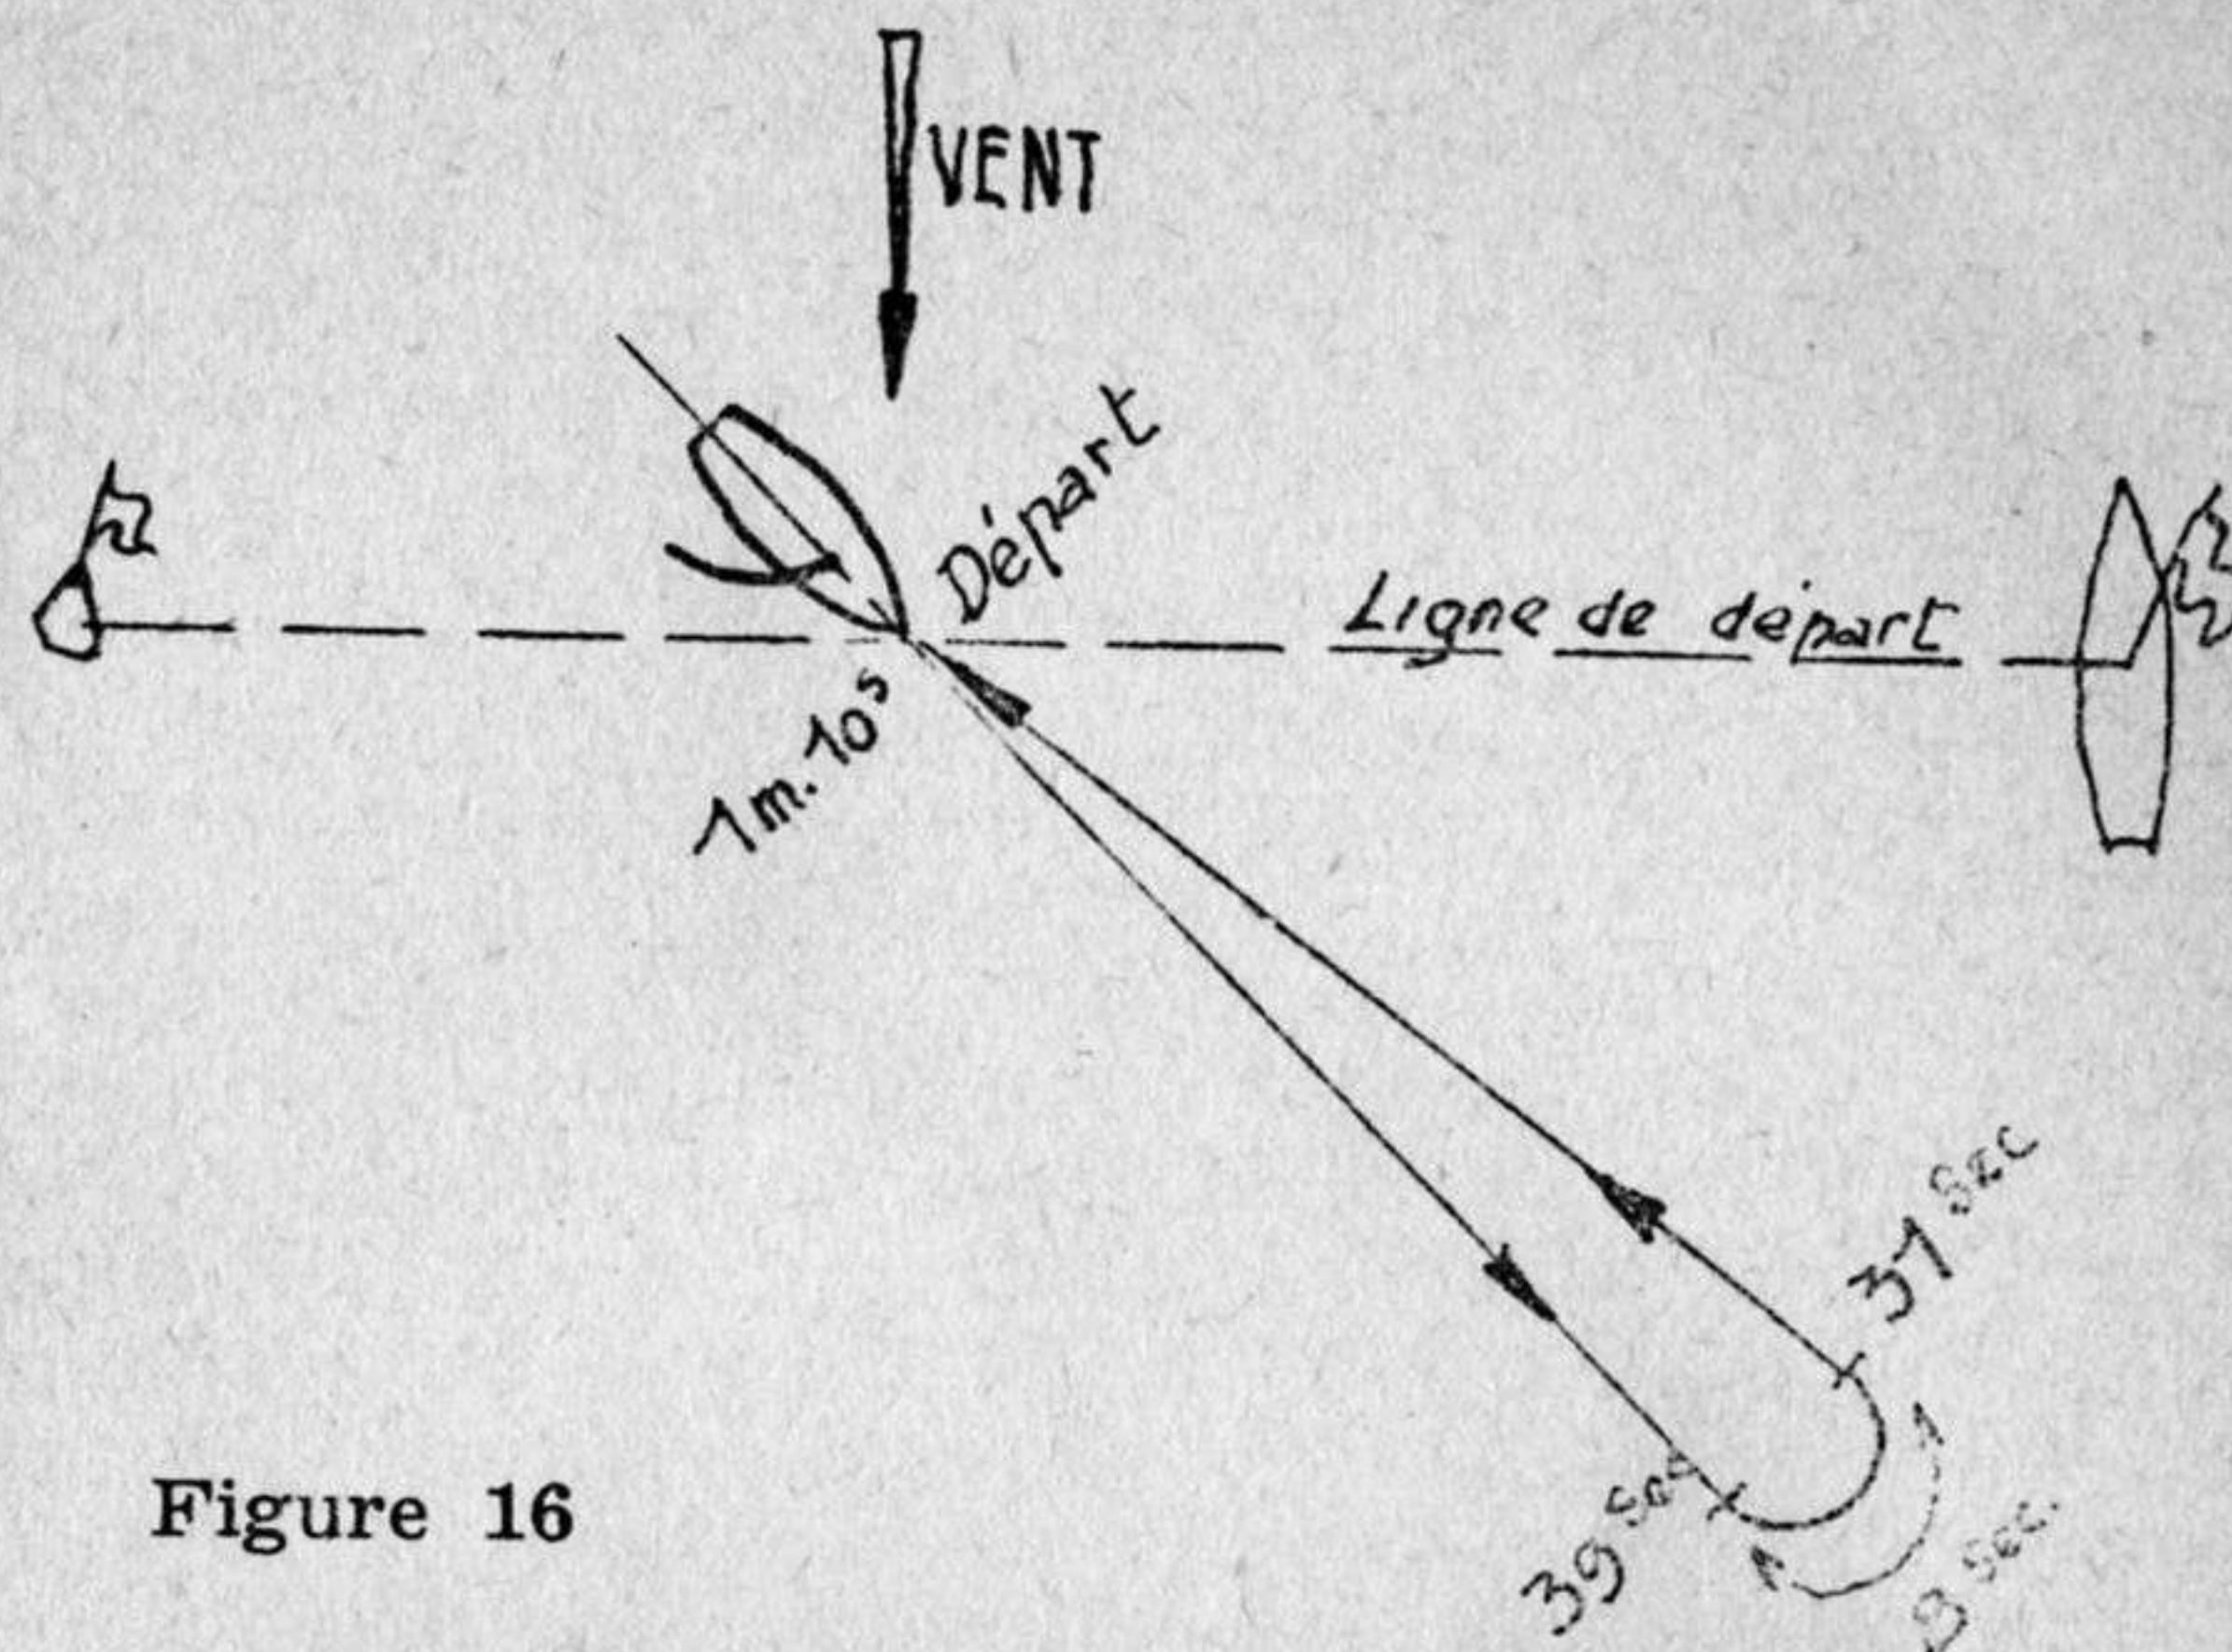 VENT
Départ
Ligne de départ
1m. 10s
31 Sec
39 Sec
8 Sec.
Figure 16